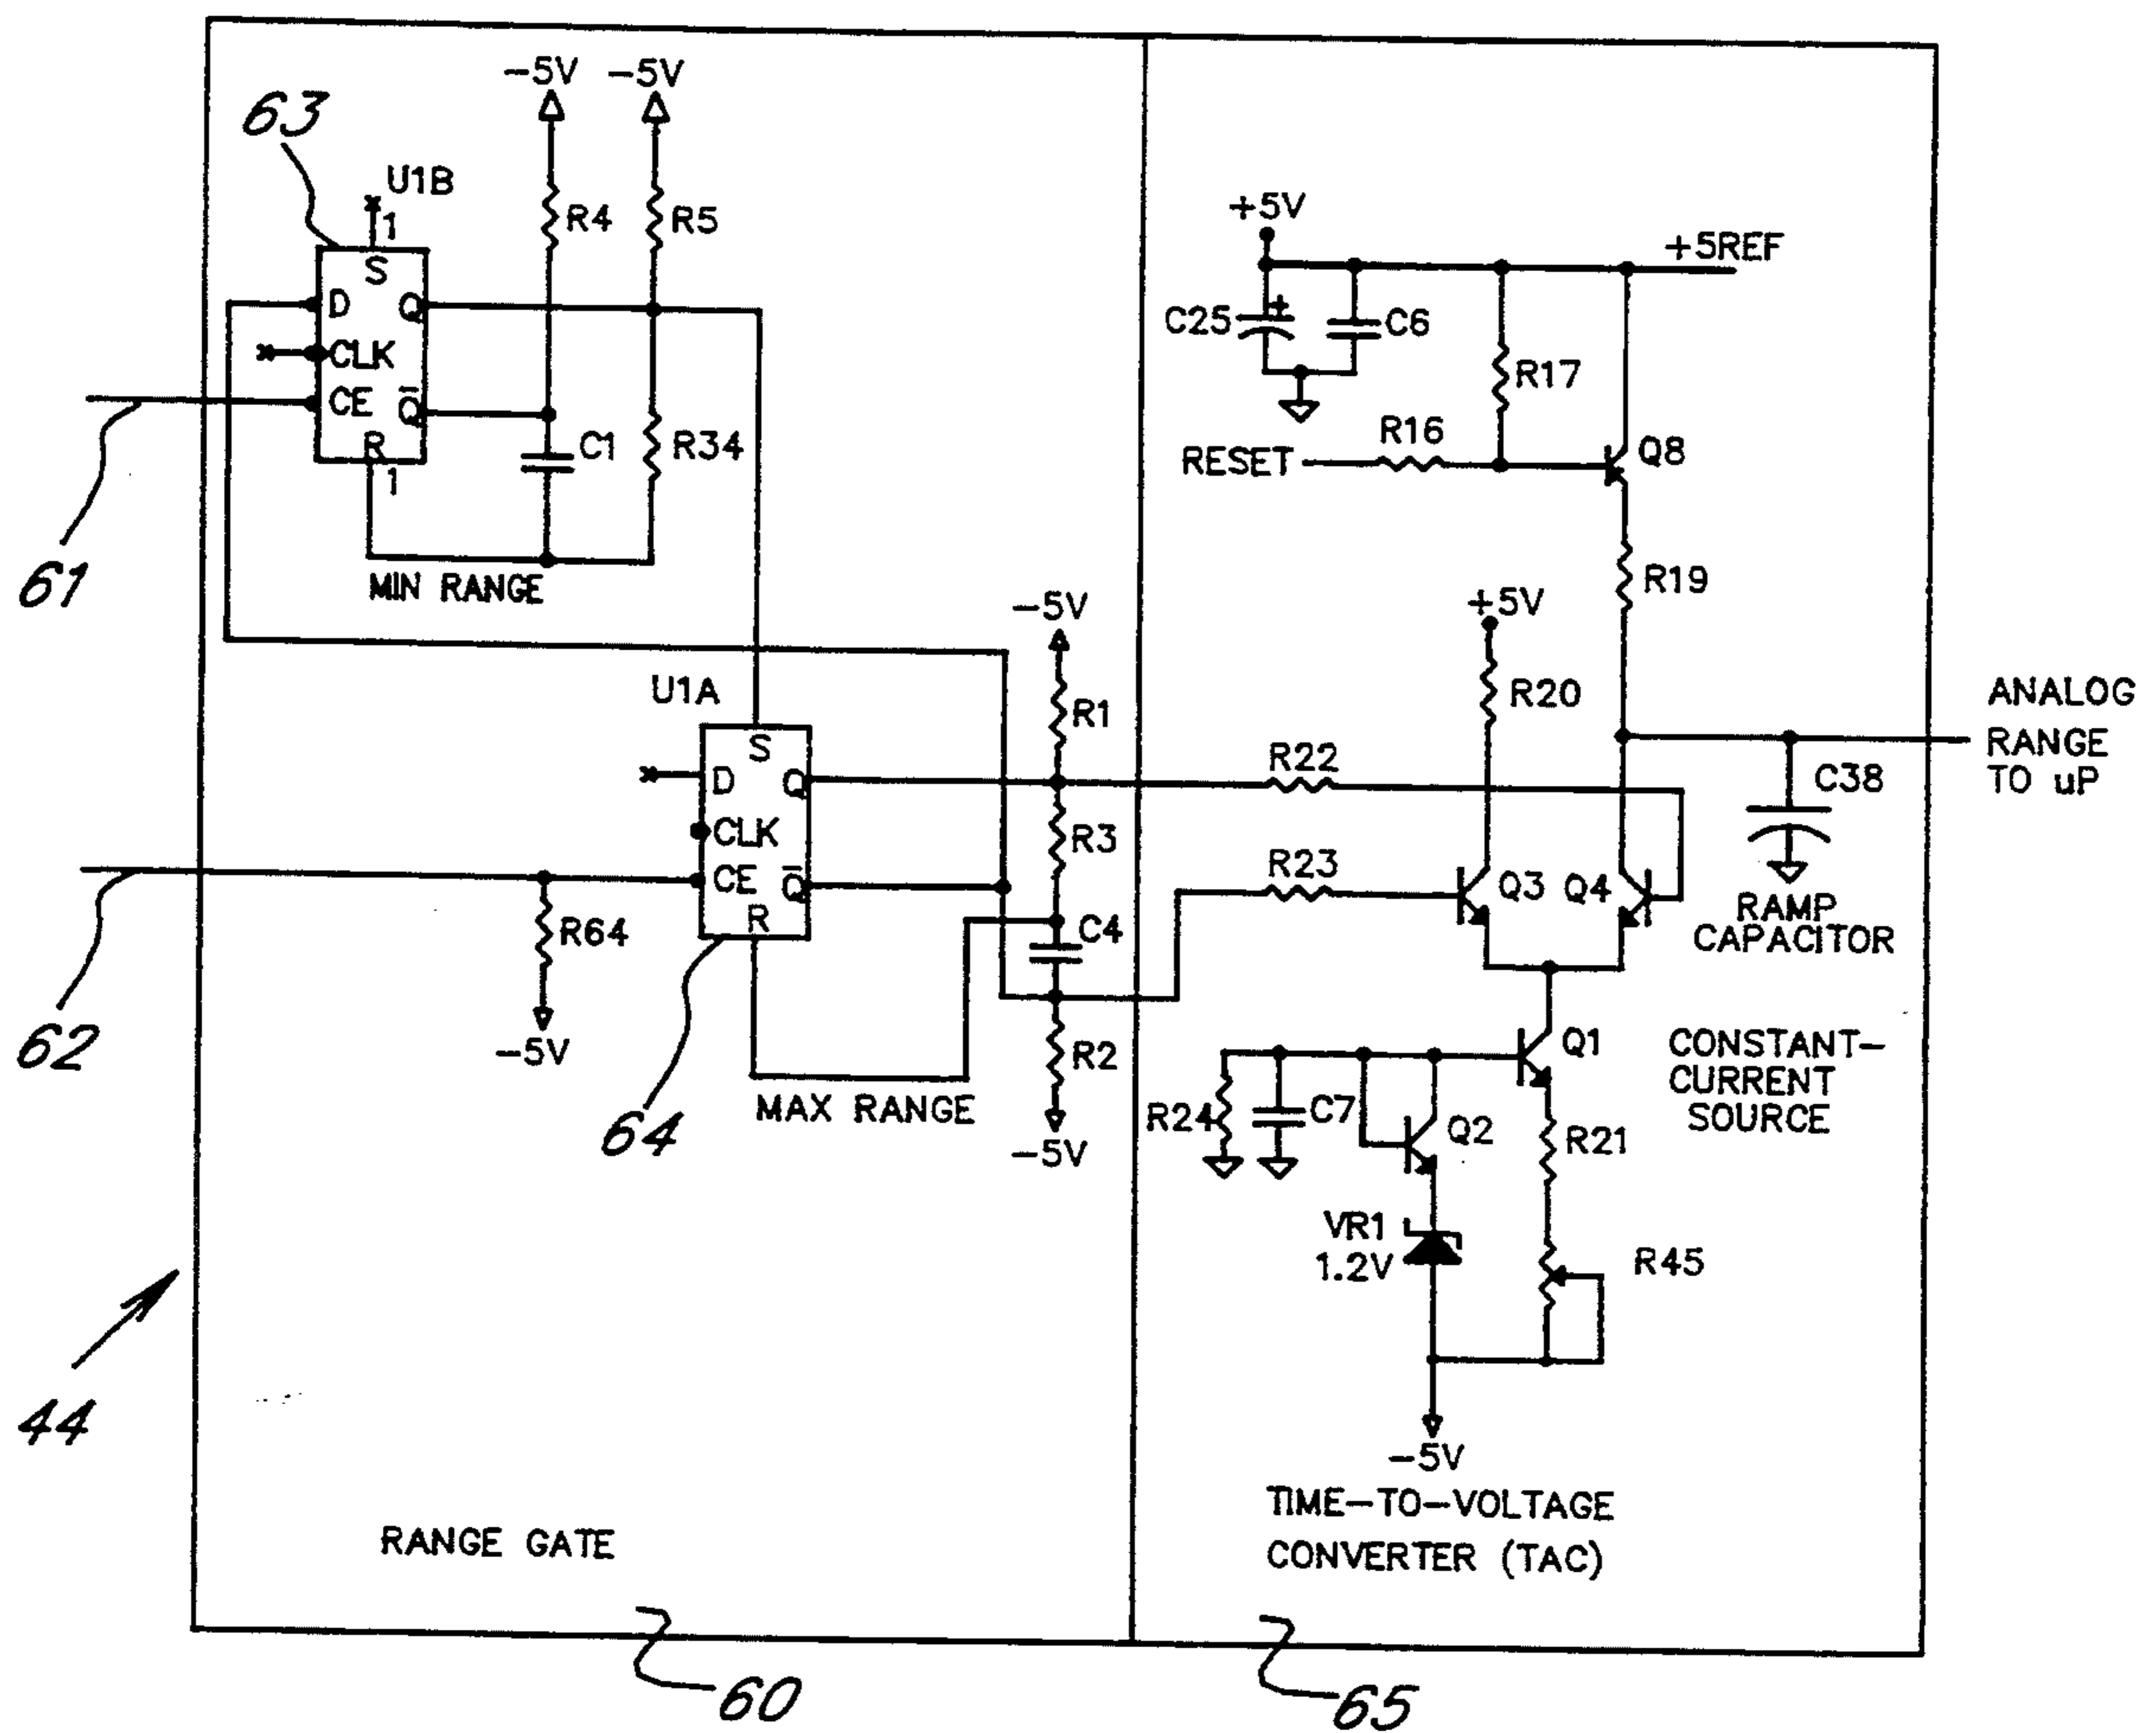 -5V -5V
63
U1B
1
R4
R5
S
D
Q
CLK
CE
Q̅
R
1
C1
R34
MIN RANGE
61
+5V
+5REF
C25
+
C6
R17
R16
RESET
Q8
R19
+5V
R20
-5V
R1
U1A
S
D
Q
CLK
CE
Q̅
R
R3
C4
R2
-5V
R64
-5V
62
64
MAX RANGE
R22
R23
Q3
Q4
C38
RAMP
CAPACITOR
ANALOG
RANGE
TO uP
Q1
CONSTANT-
CURRENT
SOURCE
R24
C7
Q2
R21
VR1
1.2V
R45
-5V
TIME-TO-VOLTAGE
CONVERTER (TAC)
RANGE GATE
44
60
65